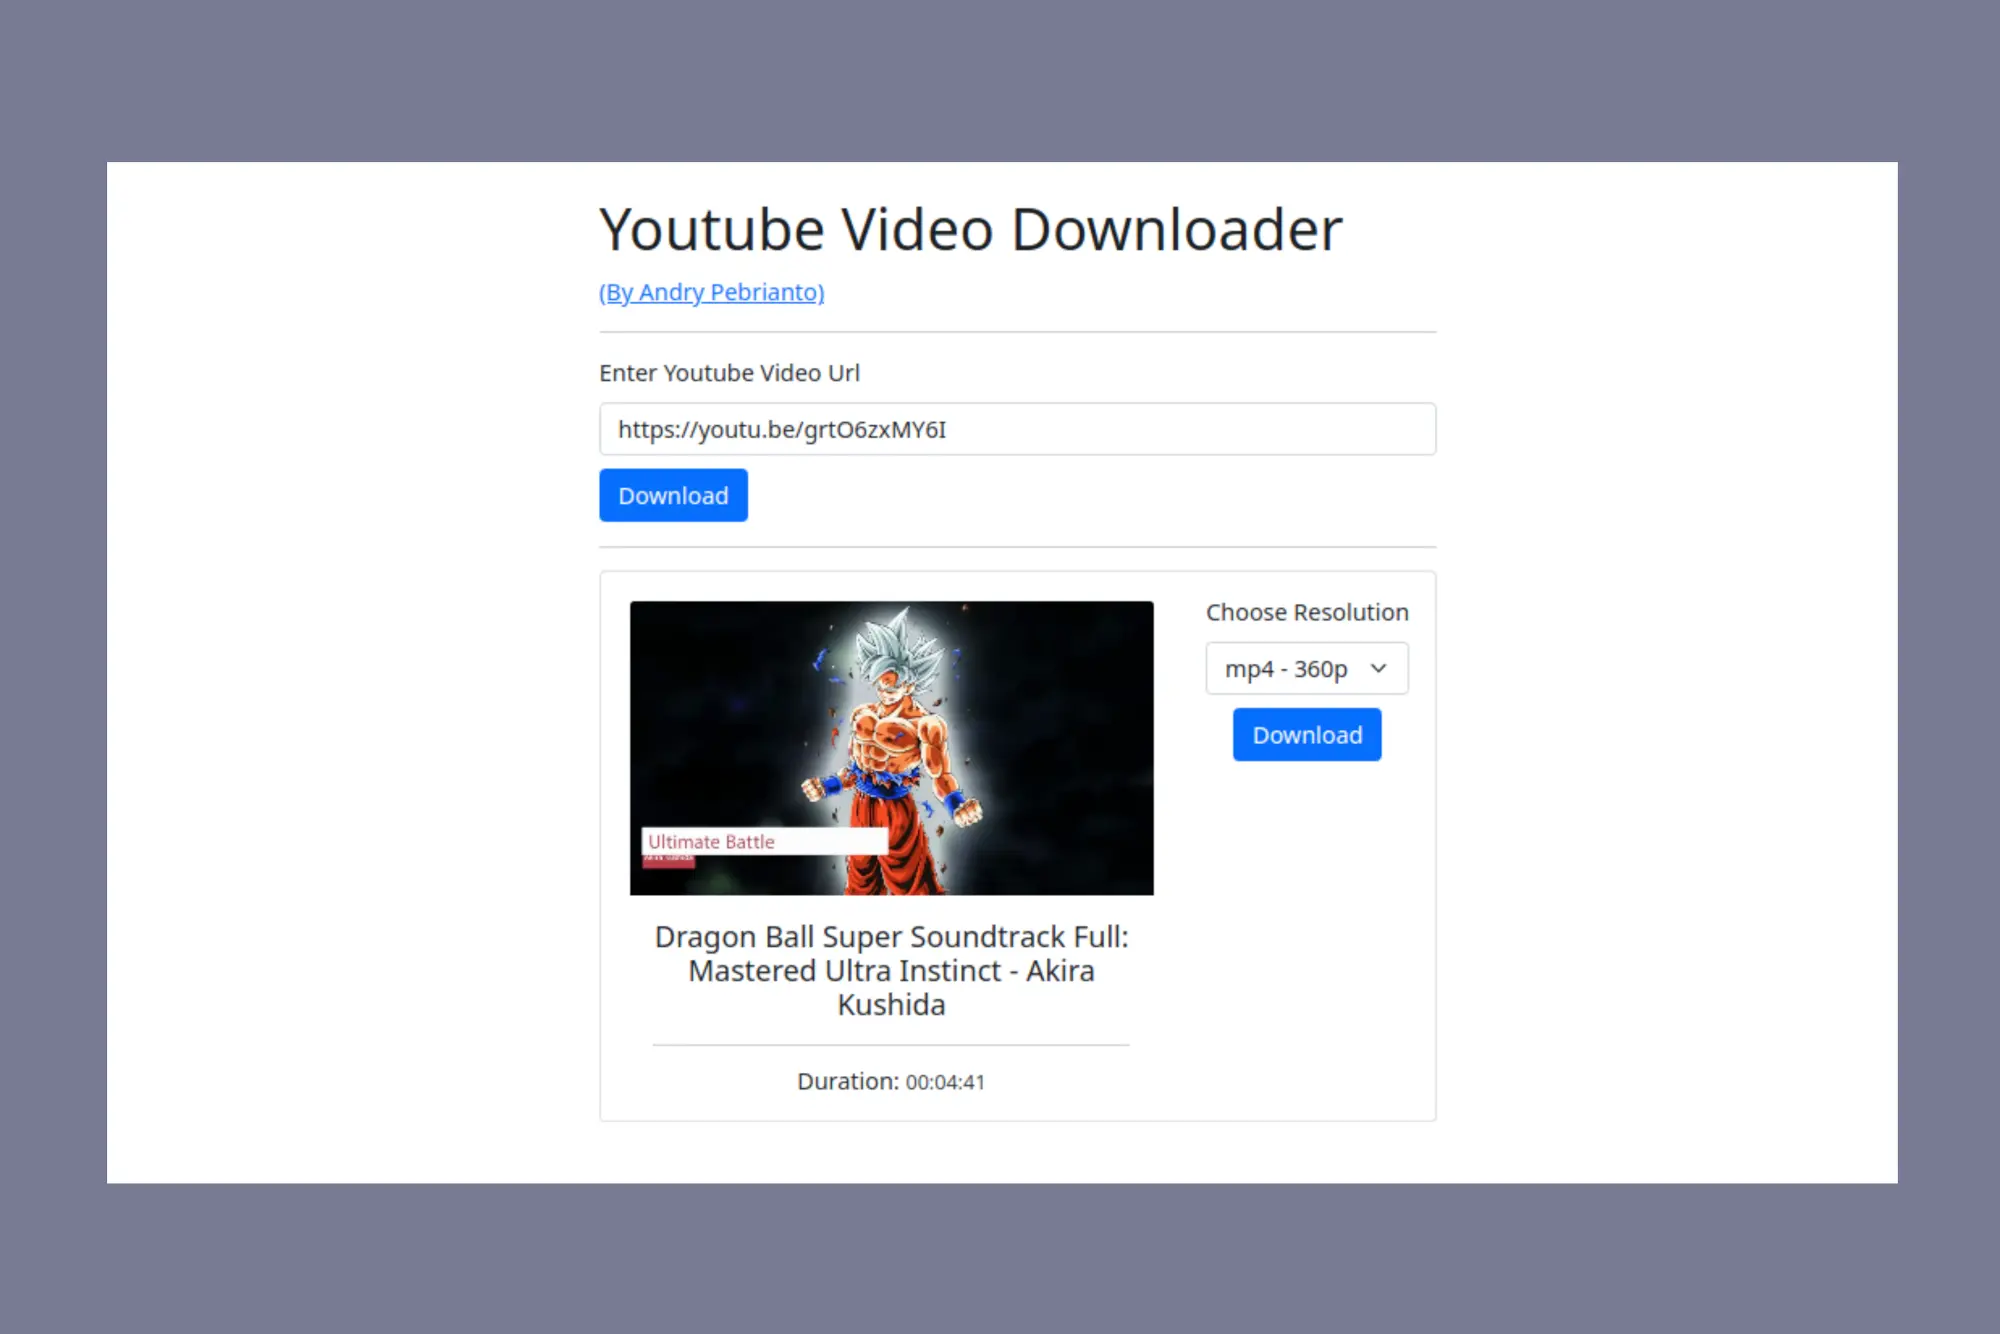 Youtube Video Downloader
(By Andry Pebrianto)
Enter Youtube Video Url
https://youtu.be/grtO6zxMY6I
Download
Choose Resolution
mp4 - 360p
Download
Ultimate Battle
Dragon Ball Super Soundtrack Full:
Mastered Ultra Instinct - Akira
Kushida
Duration: 00:04:41